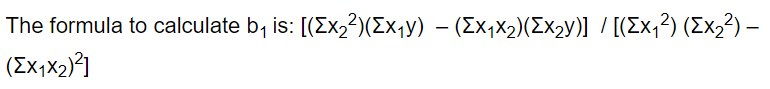 The formula to calculate b₁ is: [(Σx₂²)(Σx₁y) – (Σx₁x₂)(Σx₂y)] / [(Σx₁²) (Σx₂²) –
(Σx₁x₂)²]